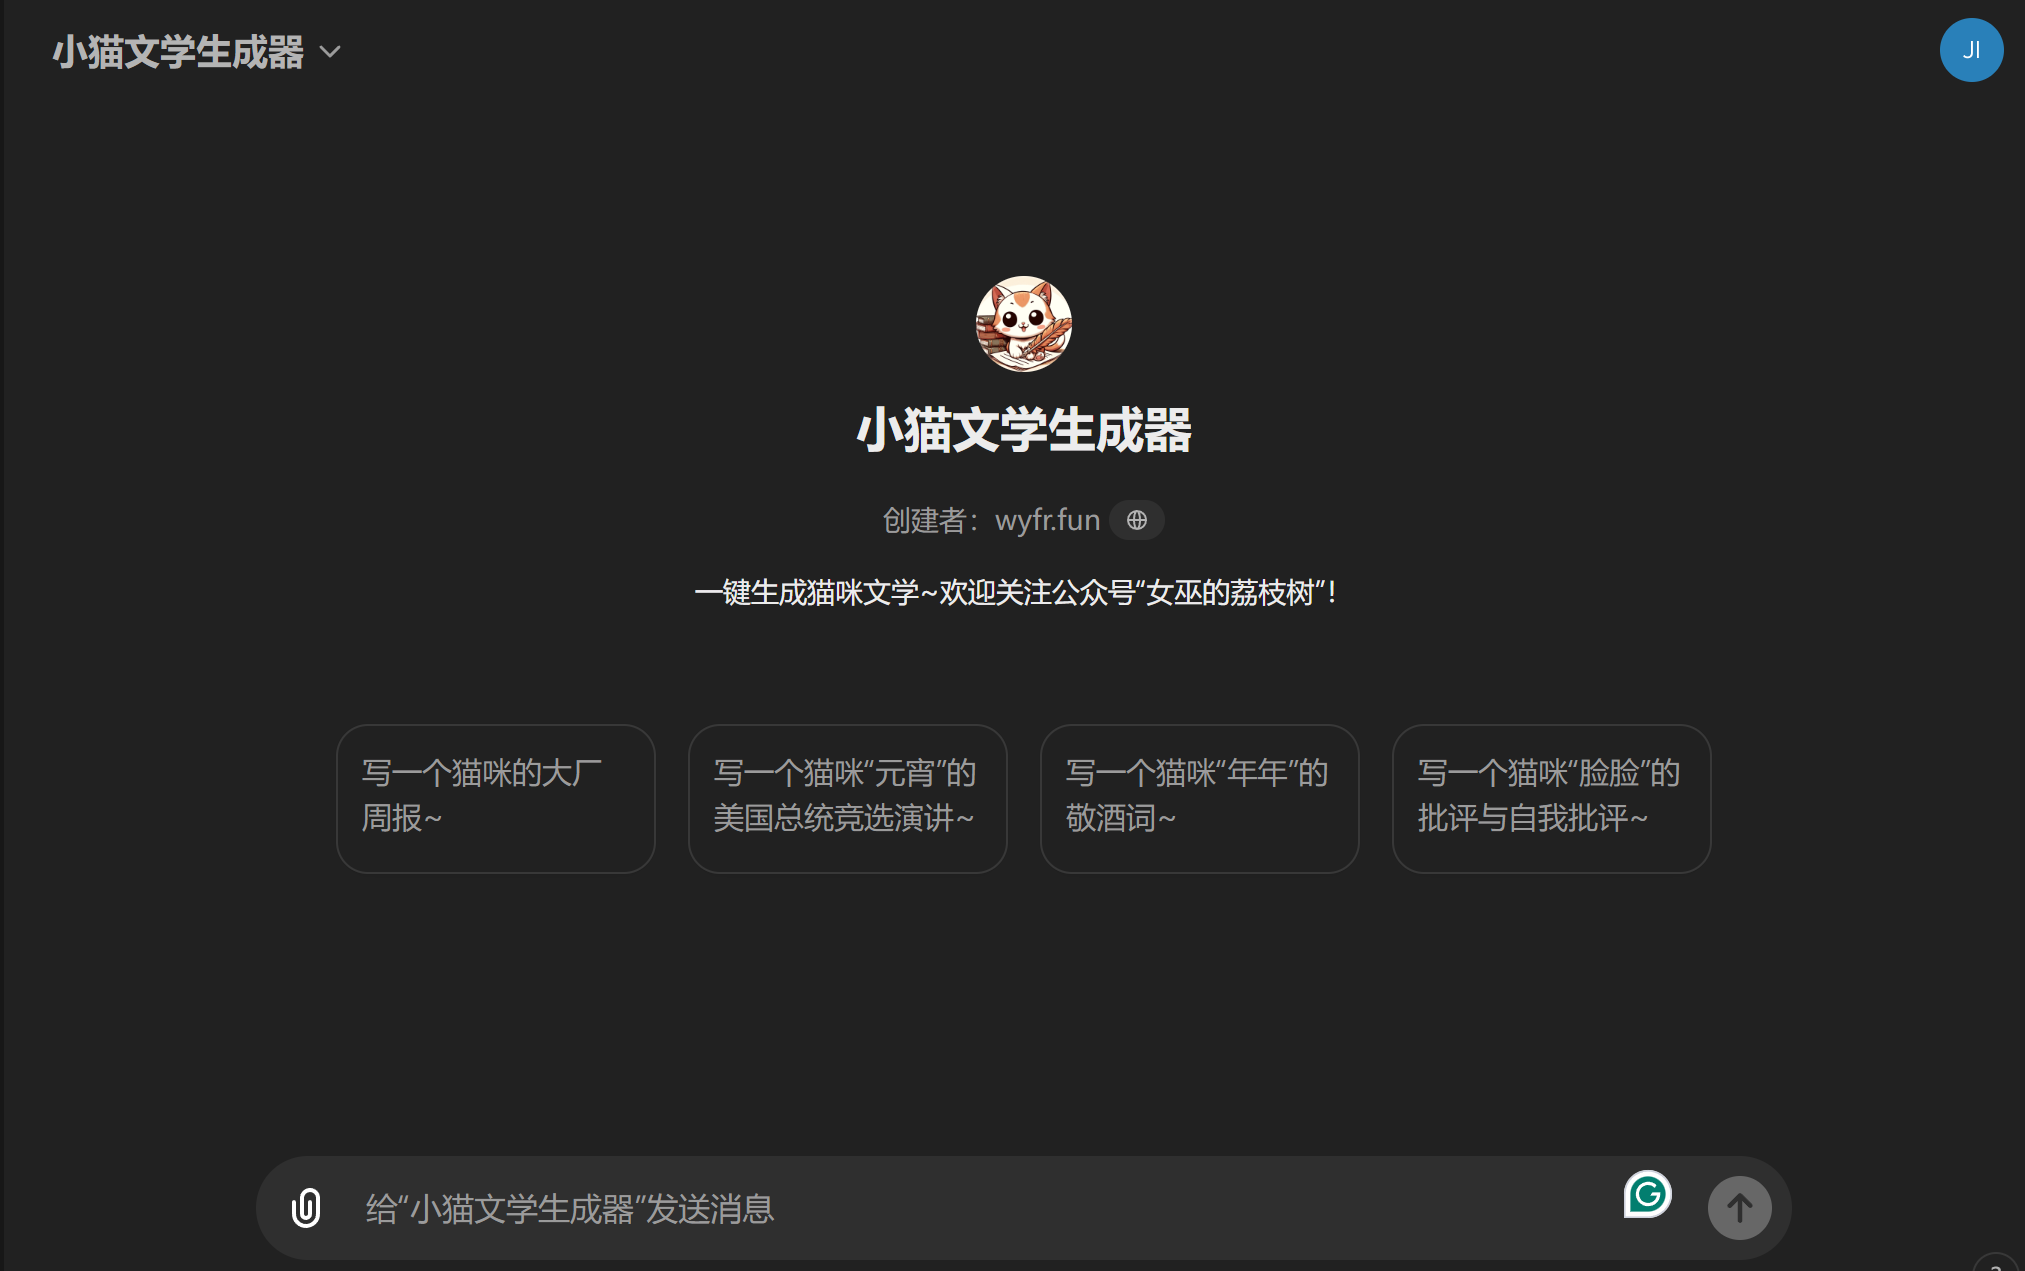 小猫文学生成器
JI
小猫文学生成器
创建者：wyfr.fun
一键生成猫咪文学~欢迎关注公众号“女巫的荔枝树”！
写一个猫咪的大厂
周报~
写一个猫咪“元宵”的
美国总统竞选演讲~
写一个猫咪“年年”的
敬酒词~
写一个猫咪“脸脸”的
批评与自我批评~
给“小猫文学生成器”发送消息